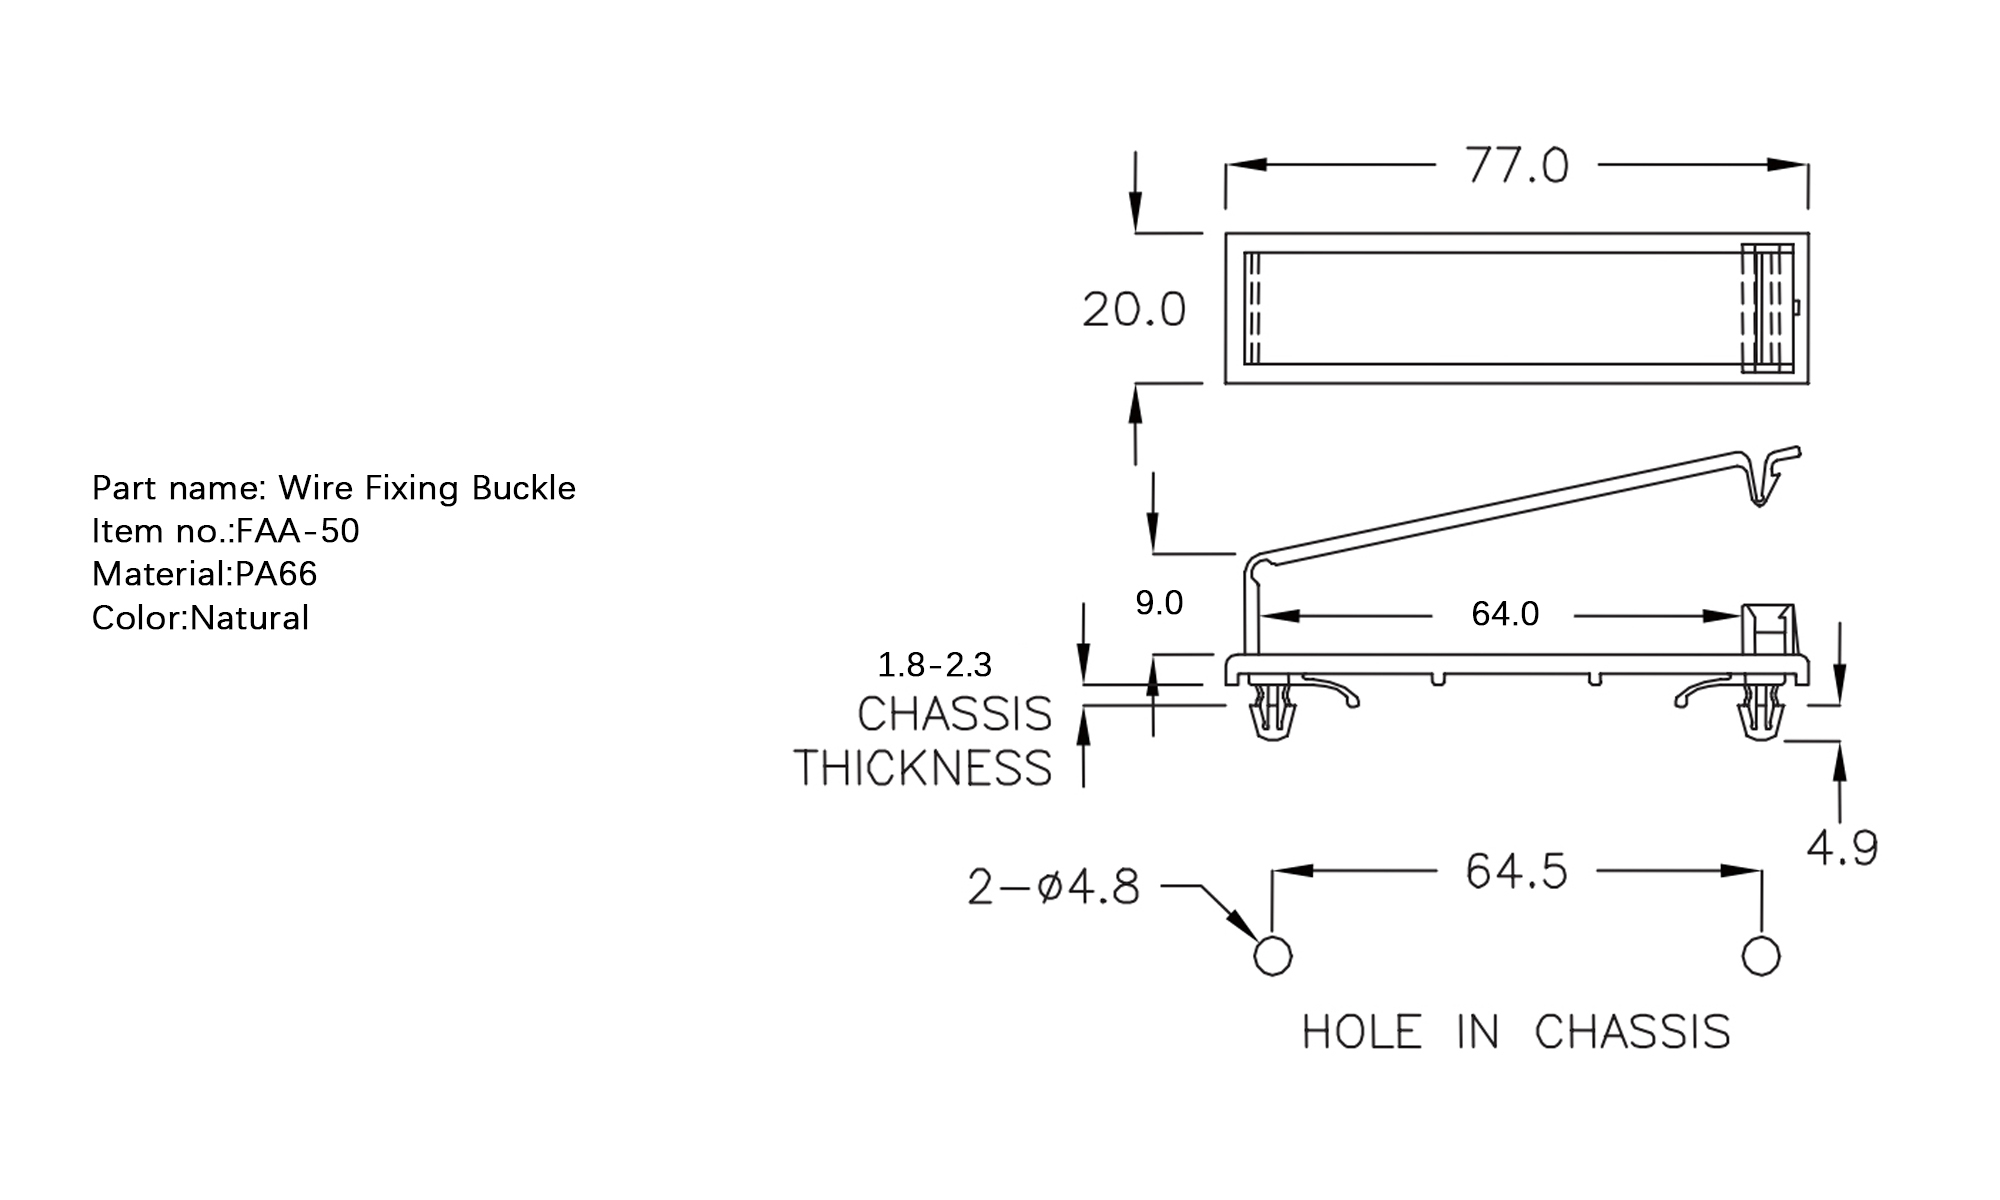 Part name: Wire Fixing Buckle
Item no.:FAA-50
Material:PA66
Color:Natural
77.0
20.0
9.0
64.0
1.8-2.3
CHASSIS
THICKNESS
4.9
2-ø4.8
64.5
HOLE IN CHASSIS